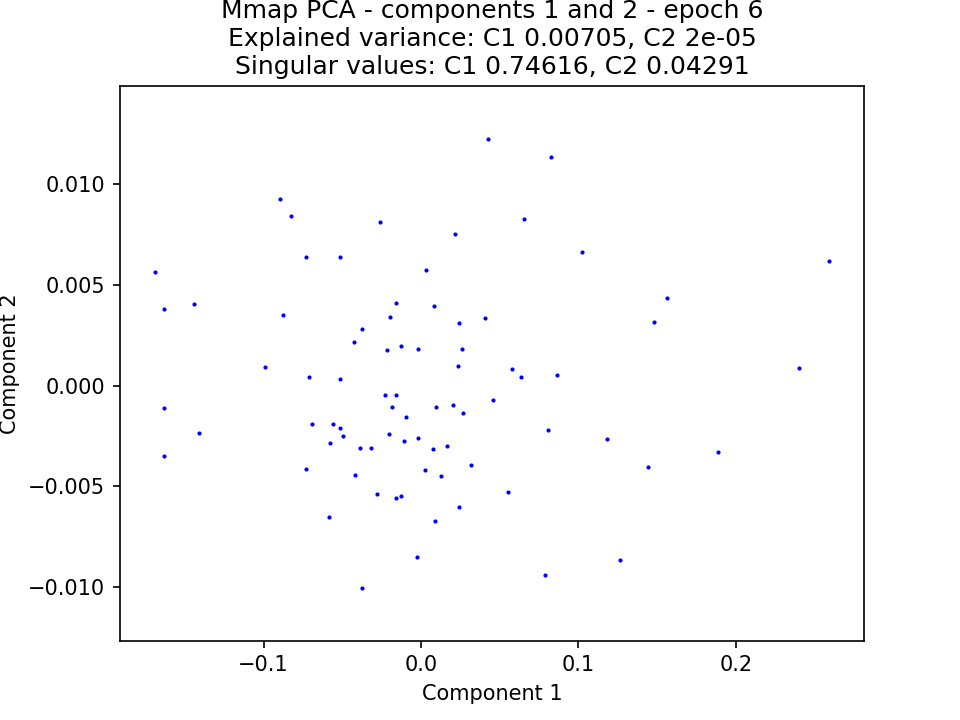 Mmap PCA - components 1 and 2 - epoch 6
Explained variance: C1 0.00705, C2 2e-05
Singular values: C1 0.74616, C2 0.04291
0.010
0.005
0.000
−0.005
−0.010
Component 2
−0.1
0.0
0.1
0.2
Component 1